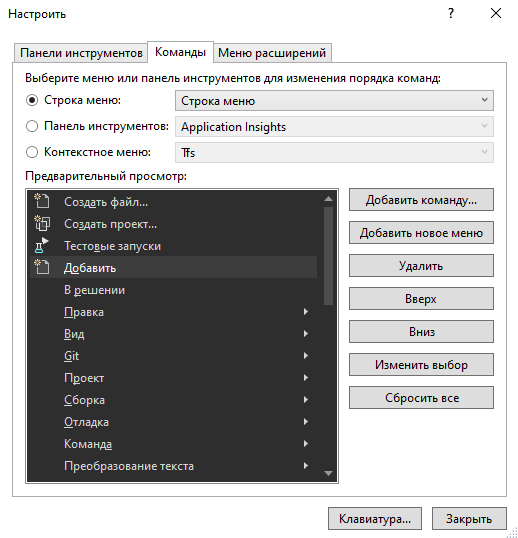 Настроить
?
Панели инструментов Команды Меню расширений
Выберите меню или панель инструментов для изменения порядка команд:
Строка меню: Строка меню
Панель инструментов: Application Insights
Контекстное меню: Tfs
Предварительный просмотр:
Создать файл...
Создать проект...
Тестовые запуски
Добавить
В решении
Правка
Вид
Git
Проект
Сборка
Отладка
Команда
Преобразование текста
Добавить команду...
Добавить новое меню
Удалить
Вверх
Вниз
Изменить выбор
Сбросить все
Клавиатура... Закрыть